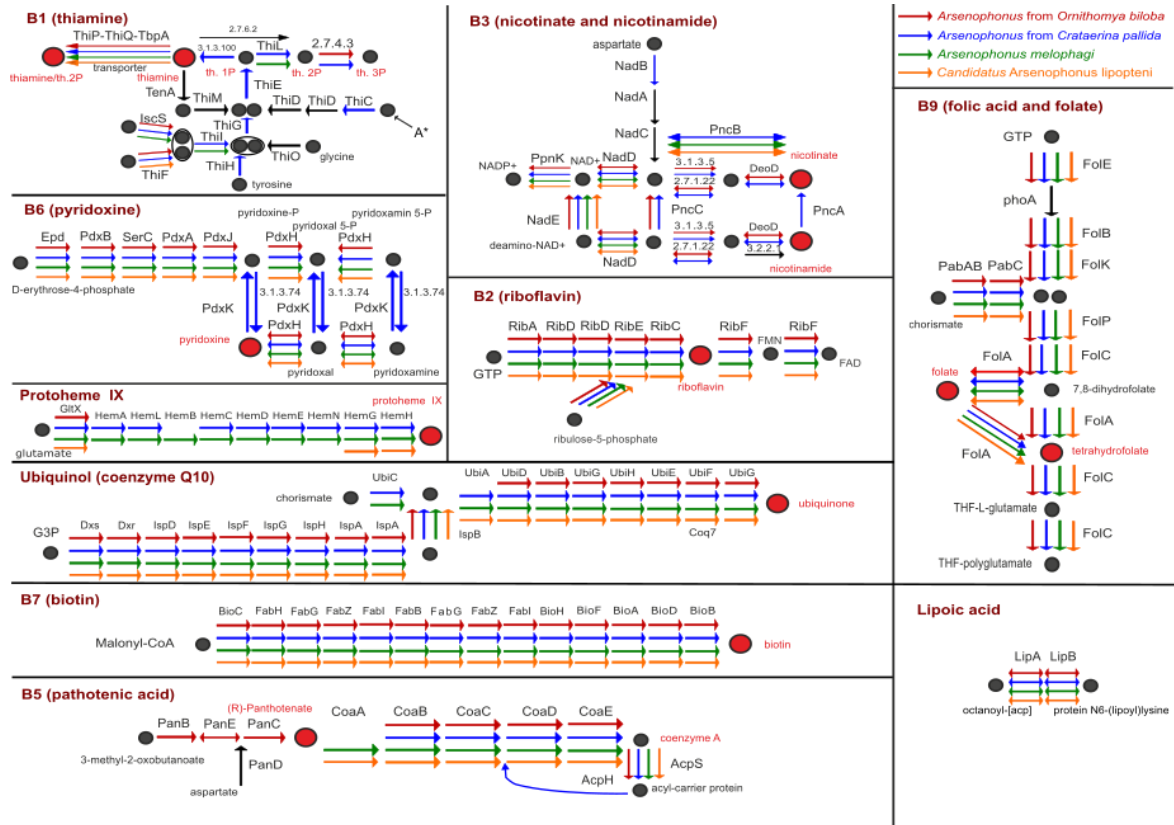 B1 (thiamine)
ThiP-ThiQ-TbpA
2.7.6.2
3.1.3.100
ThiL
2.7.4.3
transporter
thiamine/th.2P
thiamine
th. 1P
th. 2P
th. 3P
TenA
ThiE
ThiM
ThiD
ThiD
ThiC
IscS
ThiG
ThiI
A*
ThiO
glycine
ThiF
ThiH
tyrosine
B3 (nicotinate and nicotinamide)
aspartate
NadB
NadA
NadC
PncB
nicotinate
NADP+
PpnK
NAD+
NadD
3.1.3.5
DeoD
2.7.1.22
NadE
PncC
PncA
3.1.3.5
DeoD
deamino-NAD+
NadD
2.7.1.22
3.2.2.1
nicotinamide
Arsenophonus from Ornithomya biloba
Arsenophonus from Crataerina pallida
Arsenophonus melophagi
Candidatus Arsenophonus lipopteni
B9 (folic acid and folate)
GTP
FolE
phoA
FolB
FolK
PabAB
PabC
chorismate
FolP
FolC
FolA
folate
7,8-dihydrofolate
FolA
FolA
tetrahydrofolate
FolC
THF-L-glutamate
FolC
THF-polyglutamate
B6 (pyridoxine)
pyridoxine-P
pyridoxamin 5-P
pyridoxal 5-P
Epd
PdxB
SerC
PdxA
PdxJ
PdxH
PdxH
D-erythrose-4-phosphate
3.1.3.74
3.1.3.74
3.1.3.74
PdxK
PdxK
PdxK
PdxH
PdxH
pyridoxine
pyridoxal
pyridoxamine
B2 (riboflavin)
RibA
RibD
RibD
RibE
RibC
RibF
RibF
FMN
FAD
GTP
riboflavin
ribulose-5-phosphate
Protoheme IX
protoheme IX
GltX
HemA
HemL
HemB
HemC
HemD
HemE
HemN
HemG
HemH
glutamate
Ubiquinol (coenzyme Q10)
UbiC
chorismate
UbiA
UbiD
UbiB
UbiG
UbiH
UbiE
UbiF
UbiG
ubiquinone
IspB
Coq7
G3P
Dxs
Dxr
IspD
IspE
IspF
IspG
IspH
IspA
IspA
B7 (biotin)
BioC
FabH
FabG
FabZ
FabI
FabB
FabG
FabZ
FabI
BioH
BioF
BioA
BioD
BioB
Malonyl-CoA
biotin
B5 (pathotenic acid)
(R)-Panthotenate
PanB
PanE
PanC
CoaA
CoaB
CoaC
CoaD
CoaE
3-methyl-2-oxobutanoate
PanD
aspartate
coenzyme A
AcpS
AcpH
acyl-carrier protein
Lipoic acid
LipA
LipB
octanoyl-[acp]
protein N6-(lipoyl)lysine